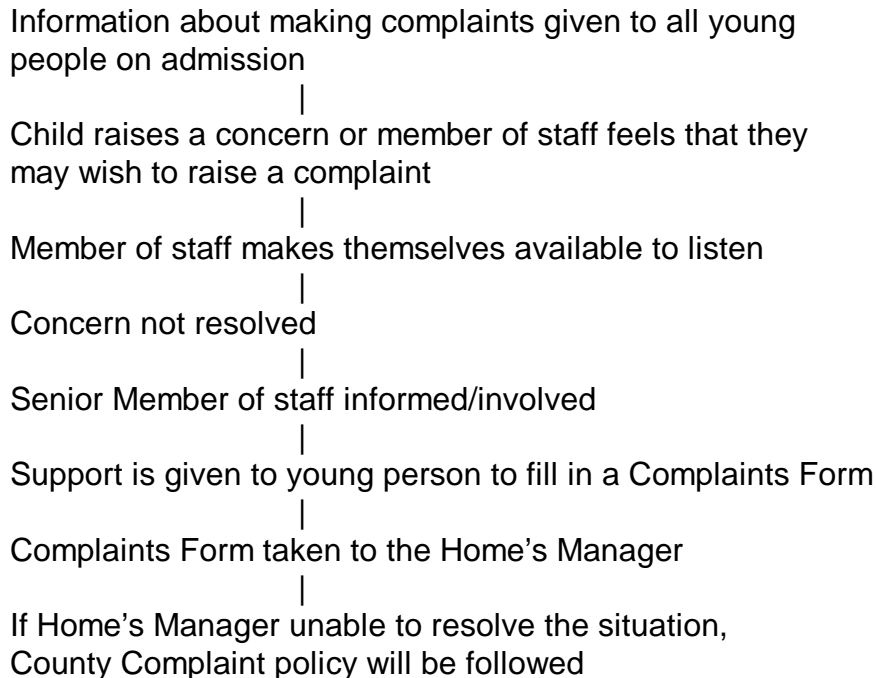 Information about making complaints given to all young
people on admission
|
Child raises a concern or member of staff feels that they
may wish to raise a complaint
|
Member of staff makes themselves available to listen
|
Concern not resolved
|
Senior Member of staff informed/involved
|
Support is given to young person to fill in a Complaints Form
|
Complaints Form taken to the Home’s Manager
|
If Home’s Manager unable to resolve the situation,
County Complaint policy will be followed